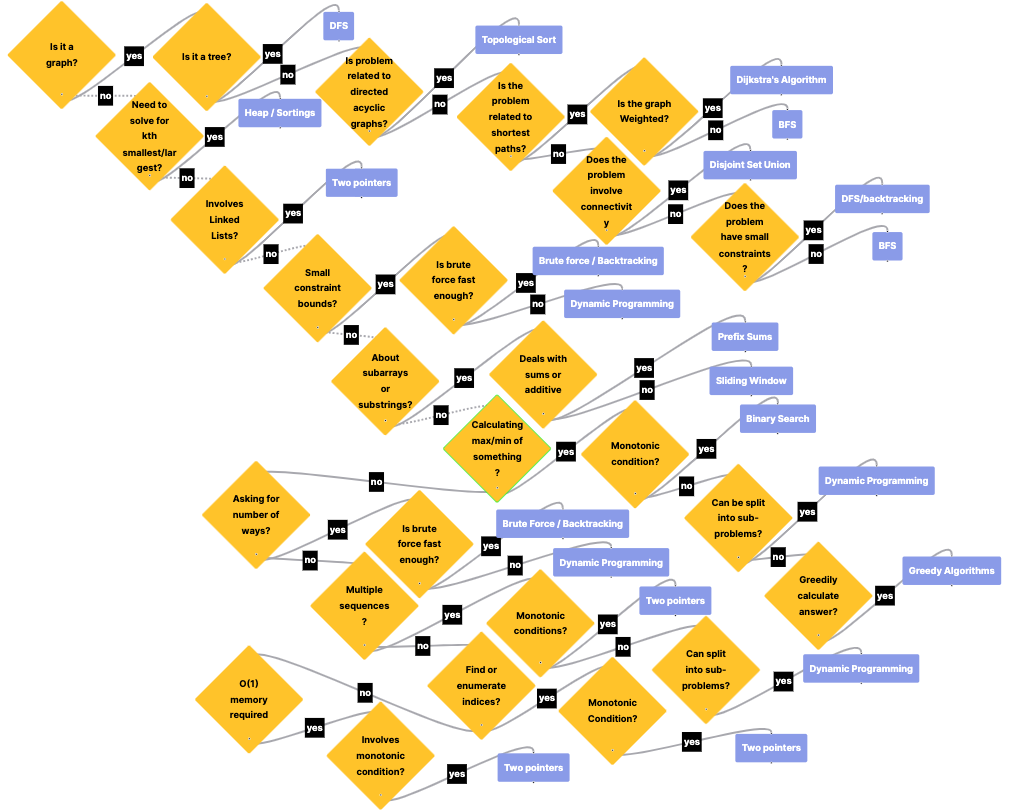 Is it a
graph?
yes
no
Is it a tree?
yes
DFS
no
Is problem
related to
directed
acyclic
graphs?
yes
Topological Sort
no
Is the
problem
related to
shortest
paths?
yes
Is the graph
Weighted?
yes
Dijkstra's Algorithm
no
BFS
no
Does the
problem
involve
connectivit
y
yes
Disjoint Set Union
no
Does the
problem
have small
constraints
?
yes
DFS/backtracking
no
BFS
Need to
solve for
kth
smallest/lar
gest?
yes
Heap / Sortings
no
Involves
Linked
Lists?
yes
Two pointers
no
Small
constraint
bounds?
yes
Is brute
force fast
enough?
yes
Brute force / Backtracking
no
Dynamic Programming
no
About
subarrays
or
substrings?
yes
Deals with
sums or
additive
yes
Prefix Sums
no
Sliding Window
no
Calculating
max/min of
something
?
yes
Monotonic
condition?
yes
Binary Search
no
Can be split
into sub-
problems?
yes
Dynamic Programming
no
Greedily
calculate
answer?
yes
Greedy Algorithms
no
Asking for
number of
ways?
yes
Is brute
force fast
enough?
yes
Brute Force / Backtracking
no
Dynamic Programming
no
Multiple
sequences
?
yes
Monotonic
conditions?
yes
Two pointers
no
Can split
into sub-
problems?
yes
Dynamic Programming
no
Find or
enumerate
indices?
yes
Monotonic
Condition?
yes
Two pointers
no
O(1)
memory
required
yes
Involves
monotonic
condition?
yes
Two pointers